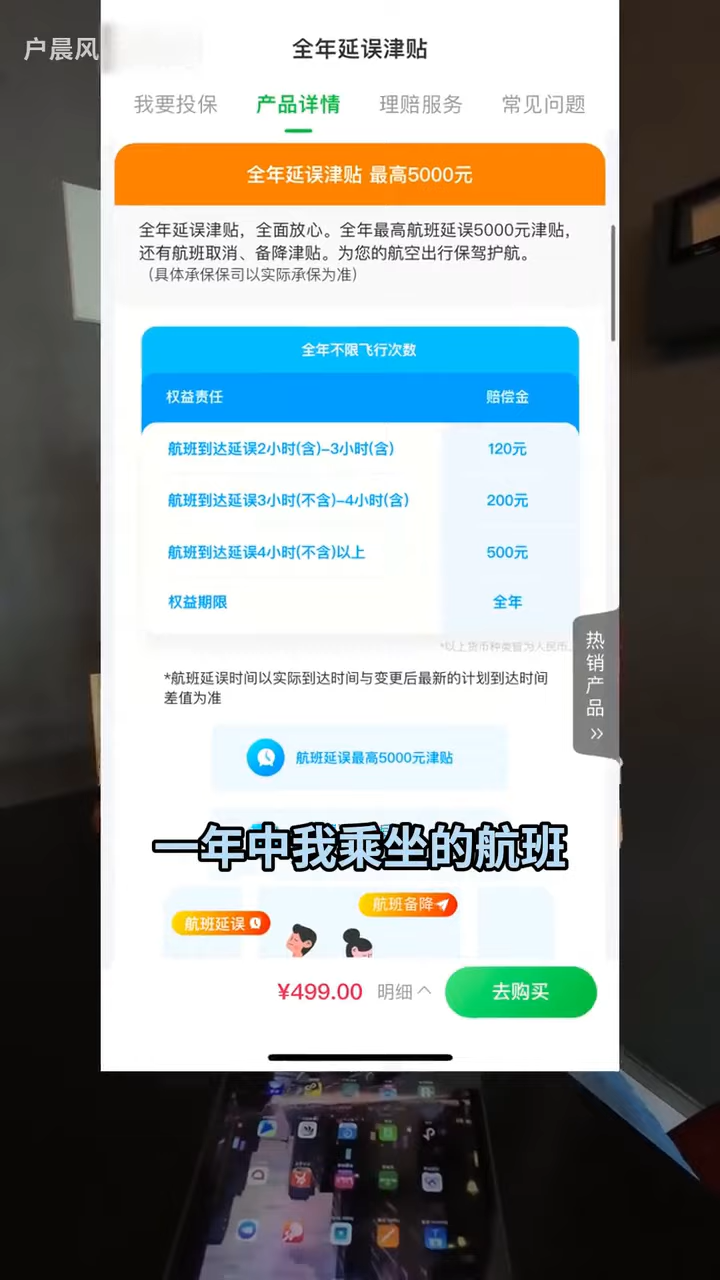 户晨风
全年延误津贴
我要投保 产品详情 理赔服务 常见问题
全年延误津贴 最高5000元
全年延误津贴，全面放心。全年最高航班延误5000元津贴，
还有航班取消、备降津贴。为您的航空出行保驾护航。
（具体承保保司以实际承保为准）
全年不限飞行次数
权益责任 赔偿金
航班到达延误2小时(含)–3小时(含) 120元
航班到达延误3小时(不含)–4小时(含) 200元
航班到达延误4小时(不含)以上 500元
权益期限 全年
*以上货币种类皆为人民币。
热销产品
*航班延误时间以实际到达时间与变更后最新的计划到达时间
差值为准
航班延误最高5000元津贴
一年中我乘坐的航班
航班备降
航班延误
¥499.00 明细 去购买